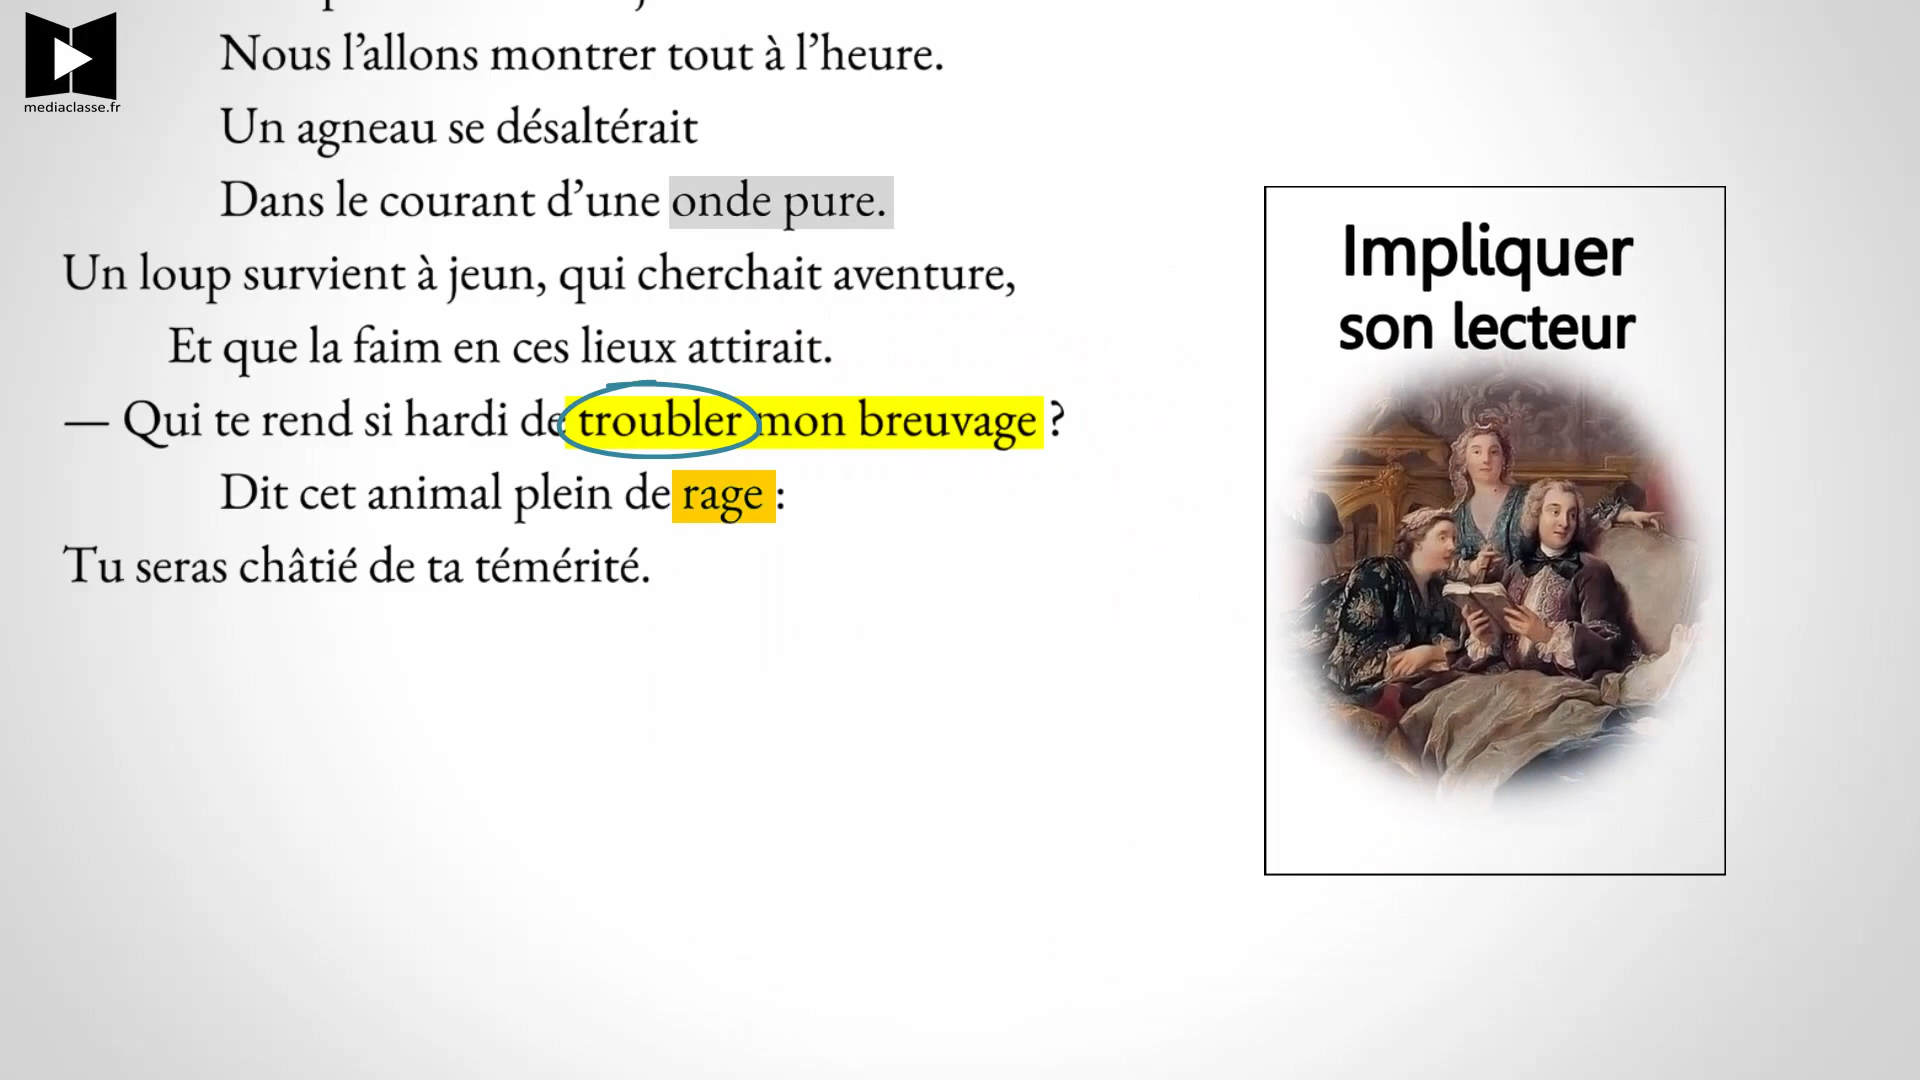 mediaclasse.fr
Nous l’allons montrer tout à l’heure.
Un agneau se désaltérait
Dans le courant d’une onde pure.
Un loup survient à jeun, qui cherchait aventure,
Et que la faim en ces lieux attirait.
— Qui te rend si hardi de troubler mon breuvage ?
Dit cet animal plein de rage :
Tu seras châtié de ta témérité.
Impliquer
son lecteur